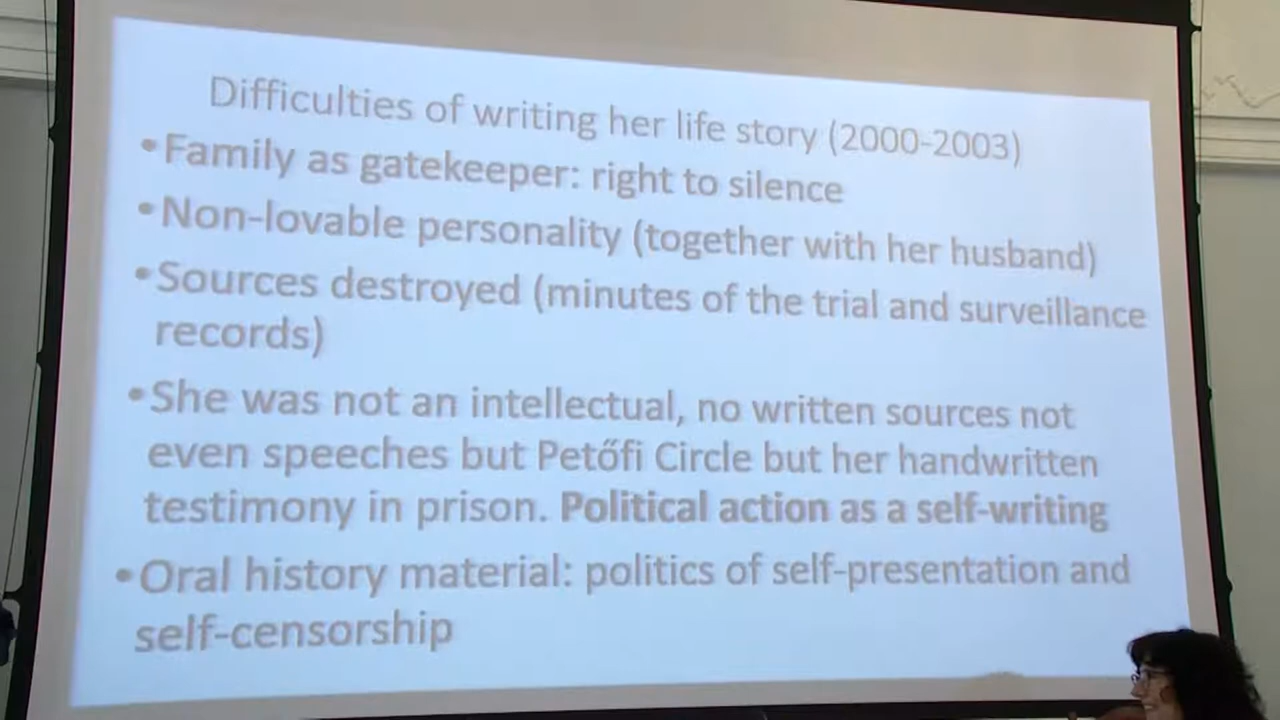 Difficulties of writing her life story (2000-2003)
•Family as gatekeeper: right to silence
•Non-lovable personality (together with her husband)
•Sources destroyed (minutes of the trial and surveillance
records)
•She was not an intellectual, no written sources not
even speeches but Petőfi Circle but her handwritten
testimony in prison. Political action as a self-writing
•Oral history material: politics of self-presentation and
self-censorship